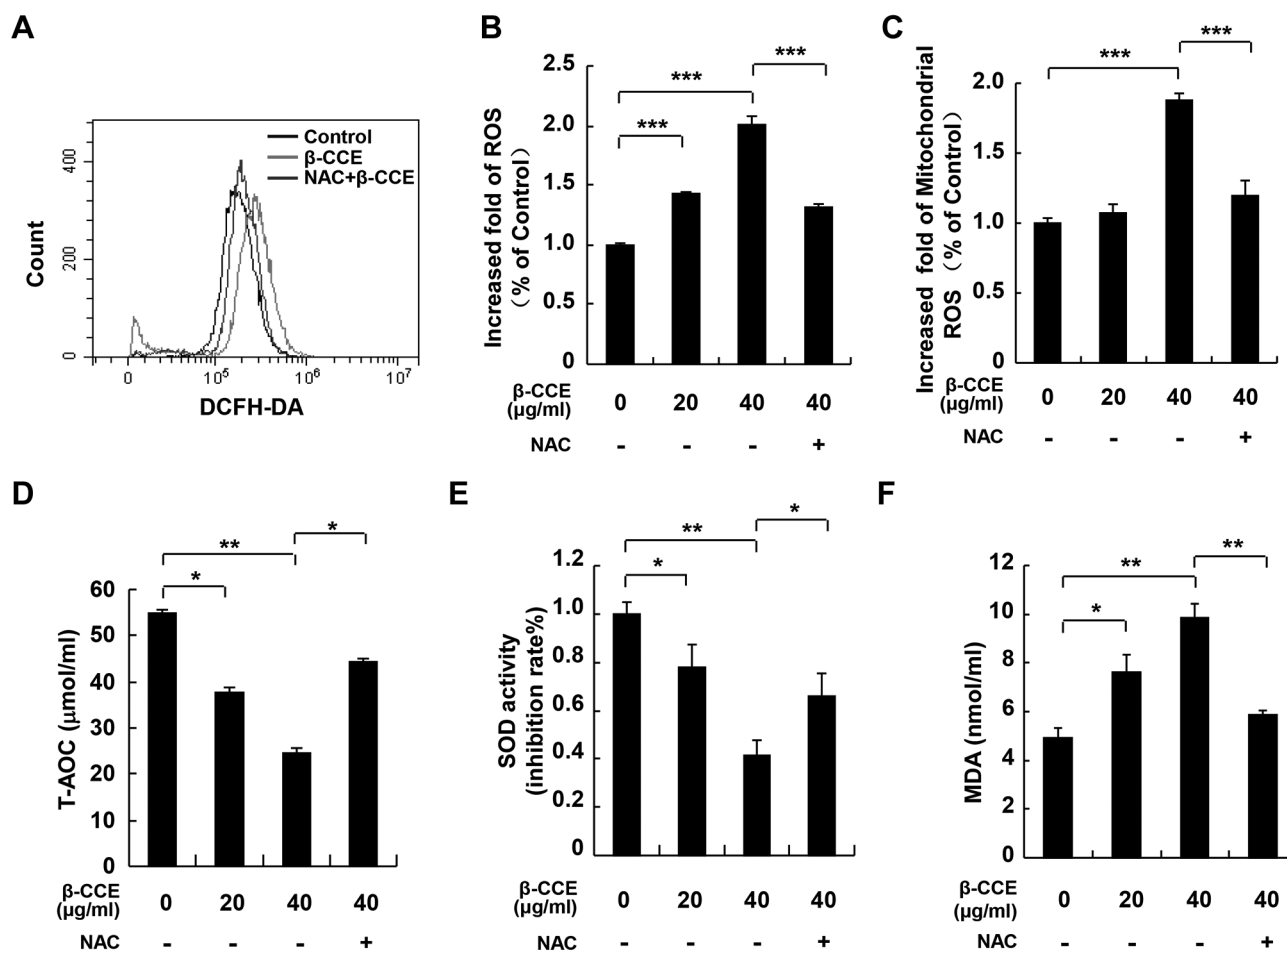 A
Control
β-CCE
NAC+β-CCE
400
200
0
Count
0 10⁵ 10⁶ 10⁷
DCFH-DA
B
*** *** ***
2.5
2.0
1.5
1.0
0.5
0
Increased fold of ROS
(% of Control)
β-CCE
(μg/ml) 0 20 40 40
NAC - - - +
C
*** ***
2.0
1.5
1.0
0.5
0
Increased fold of Mitochondrial
ROS (% of Control)
β-CCE
(μg/ml) 0 20 40 40
NAC - - - +
D
* ** *
60
50
40
30
20
10
0
T-AOC (μmol/ml)
β-CCE
(μg/ml) 0 20 40 40
NAC - - - +
E
* ** *
1.2
1.0
0.8
0.6
0.4
0.2
0
SOD activity
(inhibition rate%)
β-CCE
(μg/ml) 0 20 40 40
NAC - - - +
F
* ** **
12
10
8
6
4
2
0
MDA (nmol/ml)
β-CCE
(μg/ml) 0 20 40 40
NAC - - - +